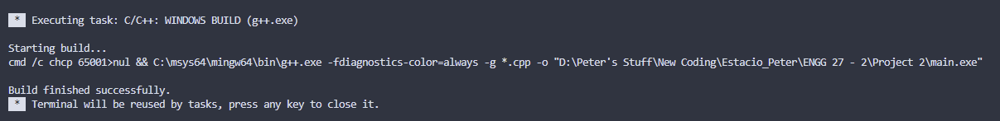 * Executing task: C/C++: WINDOWS BUILD (g++.exe)
Starting build...
cmd /c chcp 65001>nul && C:\msys64\mingw64\bin\g++.exe -fdiagnostics-color=always -g *.cpp -o "D:\Peter's Stuff\New Coding\Estacio_Peter\ENGG 27 - 2\Project 2\main.exe"
Build finished successfully.
* Terminal will be reused by tasks, press any key to close it.